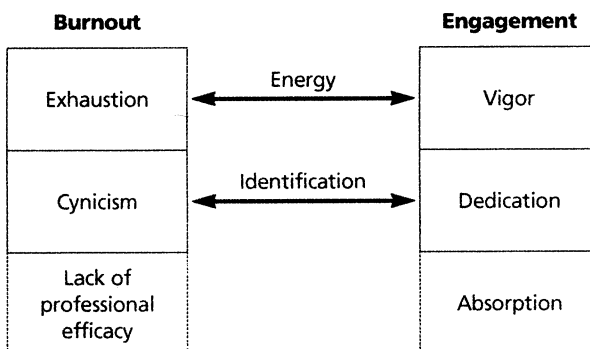 Burnout
Engagement
Exhaustion
Energy
Vigor
Cynicism
Identification
Dedication
Lack of
professional
efficacy
Absorption